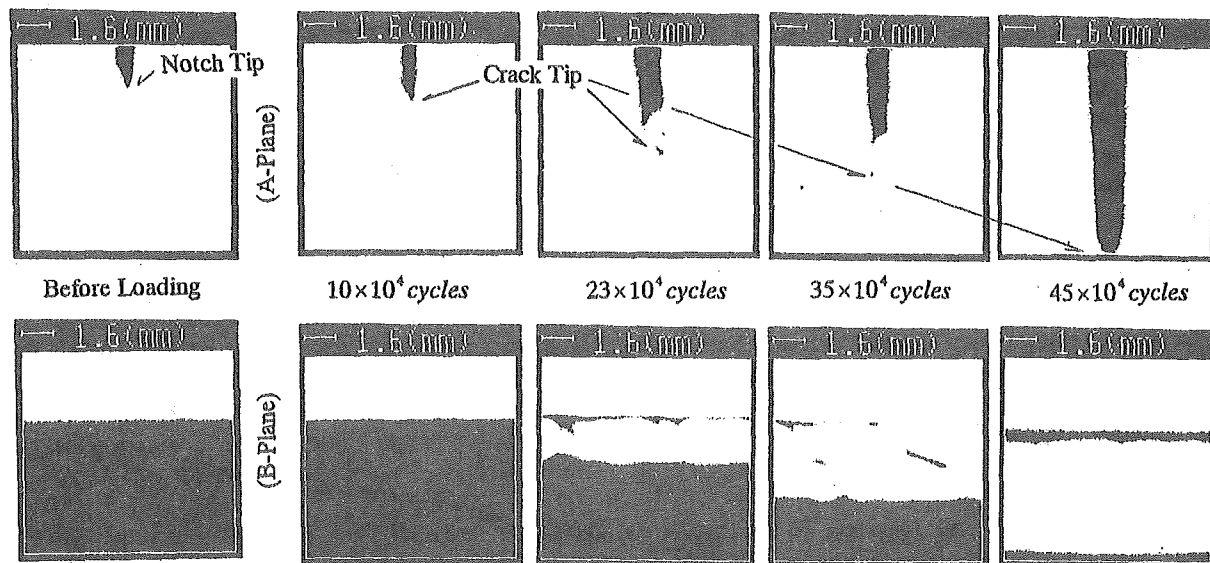 1.6(mm) 1.6(mm) 1.6(mm) 1.6(mm) 1.6(mm)
Notch Tip
Crack Tip
(A-Plane)
Before Loading 10×10⁴ cycles 23×10⁴ cycles 35×10⁴ cycles 45×10⁴ cycles
1.6(mm) 1.6(mm) 1.6(mm) 1.6(mm) 1.6(mm)
(B-Plane)